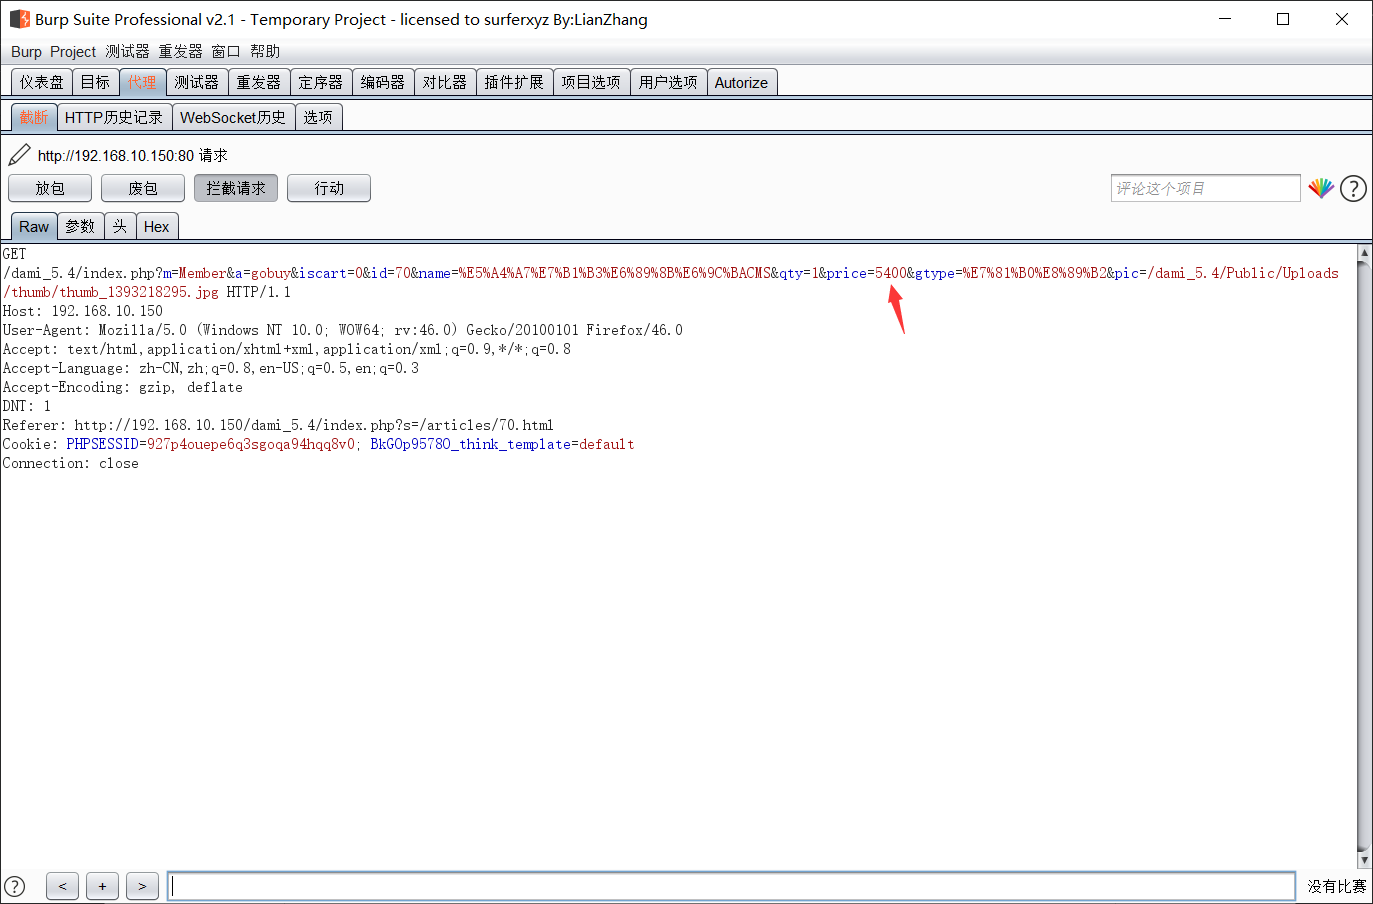 Burp Suite Professional v2.1 - Temporary Project - licensed to surferxyz By:LianZhang
Burp Project 测试器 重发器 窗口 帮助
仪表盘 目标 代理 测试器 重发器 定序器 编码器 对比器 插件扩展 项目选项 用户选项 Autorize
截断 HTTP历史记录 WebSocket历史 选项
http://192.168.10.150:80 请求
放包 废包 拦截请求 行动 评论这个项目 ?
Raw 参数 头 Hex
GET
/dami_5.4/index.php?m=Member&a=gobuy&iscart=0&id=70&name=%E5%A4%A7%E7%B1%B3%E6%89%8B%E6%9C%BACMS&qty=1&price=5400&gtype=%E7%81%B0%E8%89%B2&pic=/dami_5.4/Public/Uploads
/thumb/thumb_1393218295.jpg HTTP/1.1
Host: 192.168.10.150
User-Agent: Mozilla/5.0 (Windows NT 10.0; WOW64; rv:46.0) Gecko/20100101 Firefox/46.0
Accept: text/html,application/xhtml+xml,application/xml;q=0.9,*/*;q=0.8
Accept-Language: zh-CN,zh;q=0.8,en-US;q=0.5,en;q=0.3
Accept-Encoding: gzip, deflate
DNT: 1
Referer: http://192.168.10.150/dami_5.4/index.php?s=/articles/70.html
Cookie: PHPSESSID=927p4ouepe6q3sgoqa94hqq8v0; BkGOp9578O_think_template=default
Connection: close
? < + > 没有比赛